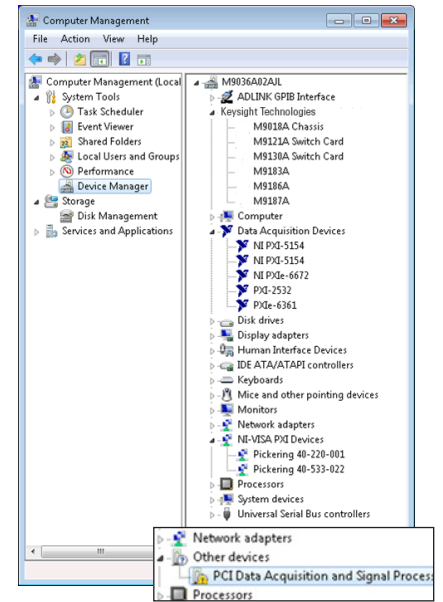 Computer Management
File Action View Help
Computer Management (Local
System Tools
Task Scheduler
Event Viewer
Shared Folders
Local Users and Groups
Performance
Device Manager
Storage
Disk Management
Services and Applications
M9036A02AJL
ADLINK GPIB Interface
Keysight Technologies
M9018A Chassis
M9121A Switch Card
M9130A Switch Card
M9183A
M9186A
M9187A
Computer
Data Acquisition Devices
NI PXI-5154
NI PXI-5154
NI PXIe-6672
PXI-2532
PXIe-6361
Disk drives
Display adapters
Human Interface Devices
IDE ATA/ATAPI controllers
Keyboards
Mice and other pointing devices
Monitors
Network adapters
NI-VISA PXI Devices
Pickering 40-220-001
Pickering 40-533-022
Processors
System devices
Universal Serial Bus controllers
Network adapters
Other devices
PCI Data Acquisition and Signal Process
Processors